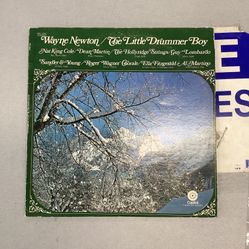 Wayne Newton / The Little Drummer Boy
Nat King Cole · Dean Martin · The Hollyridge Strings · Guy Lombardo
Sandler & Young · Roger Wagner Chorale · Ella Fitzgerald · Al Martino
Capitol
E
ES